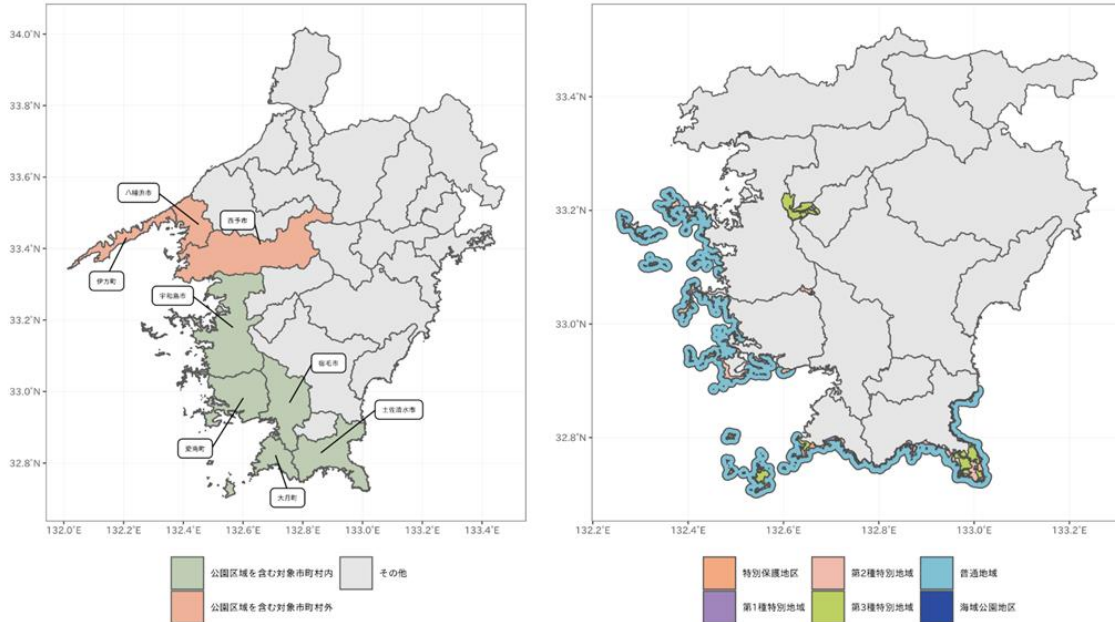 34.0°N
33.8°N
33.6°N
33.4°N
33.2°N
33.0°N
32.8°N
八幡浜市
西予市
伊方町
宇和島市
宿毛市
土佐清水市
愛南町
大月町
132.0°E 132.2°E 132.4°E 132.6°E 132.8°E 133.0°E 133.2°E 133.4°E
公園区域を含む対象市町村内 その他
公園区域を含む対象市町村外
33.4°N
33.2°N
33.0°N
32.8°N
132.2°E 132.4°E 132.6°E 132.8°E 133.0°E 133.2°E
特別保護地区 第2種特別地域 普通地域
第1種特別地域 第3種特別地域 海域公園地区